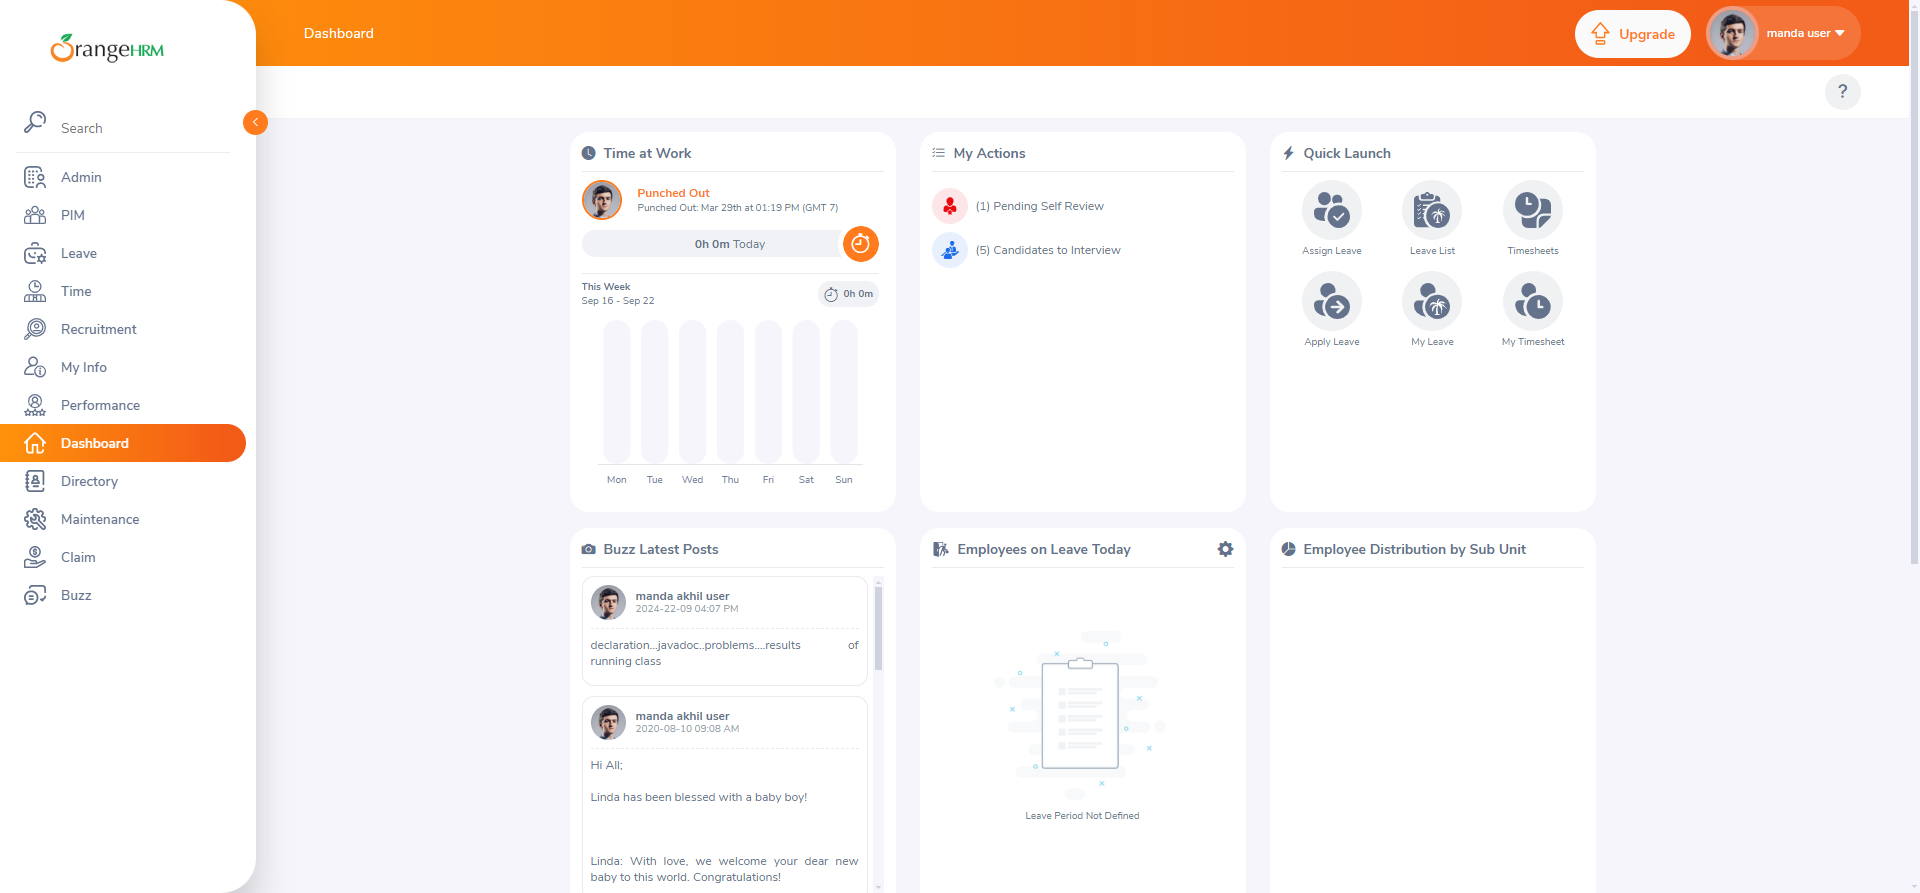 OrangeHRM
Dashboard
Upgrade
manda user
?
Search
Admin
PIM
Leave
Time
Recruitment
My Info
Performance
Dashboard
Directory
Maintenance
Claim
Buzz
Time at Work
Punched Out
Punched Out: Mar 29th at 01:19 PM (GMT 7)
0h 0m Today
This Week
Sep 16 - Sep 22
0h 0m
Mon Tue Wed Thu Fri Sat Sun
My Actions
(1) Pending Self Review
(5) Candidates to Interview
Quick Launch
Assign Leave
Leave List
Timesheets
Apply Leave
My Leave
My Timesheet
Buzz Latest Posts
manda akhil user
2024-22-09 04:07 PM
declaration...javadoc..problems....results of
running class
manda akhil user
2020-08-10 09:08 AM
Hi All;
Linda has been blessed with a baby boy!
Linda: With love, we welcome your dear new
baby to this world. Congratulations!
Employees on Leave Today
Leave Period Not Defined
Employee Distribution by Sub Unit